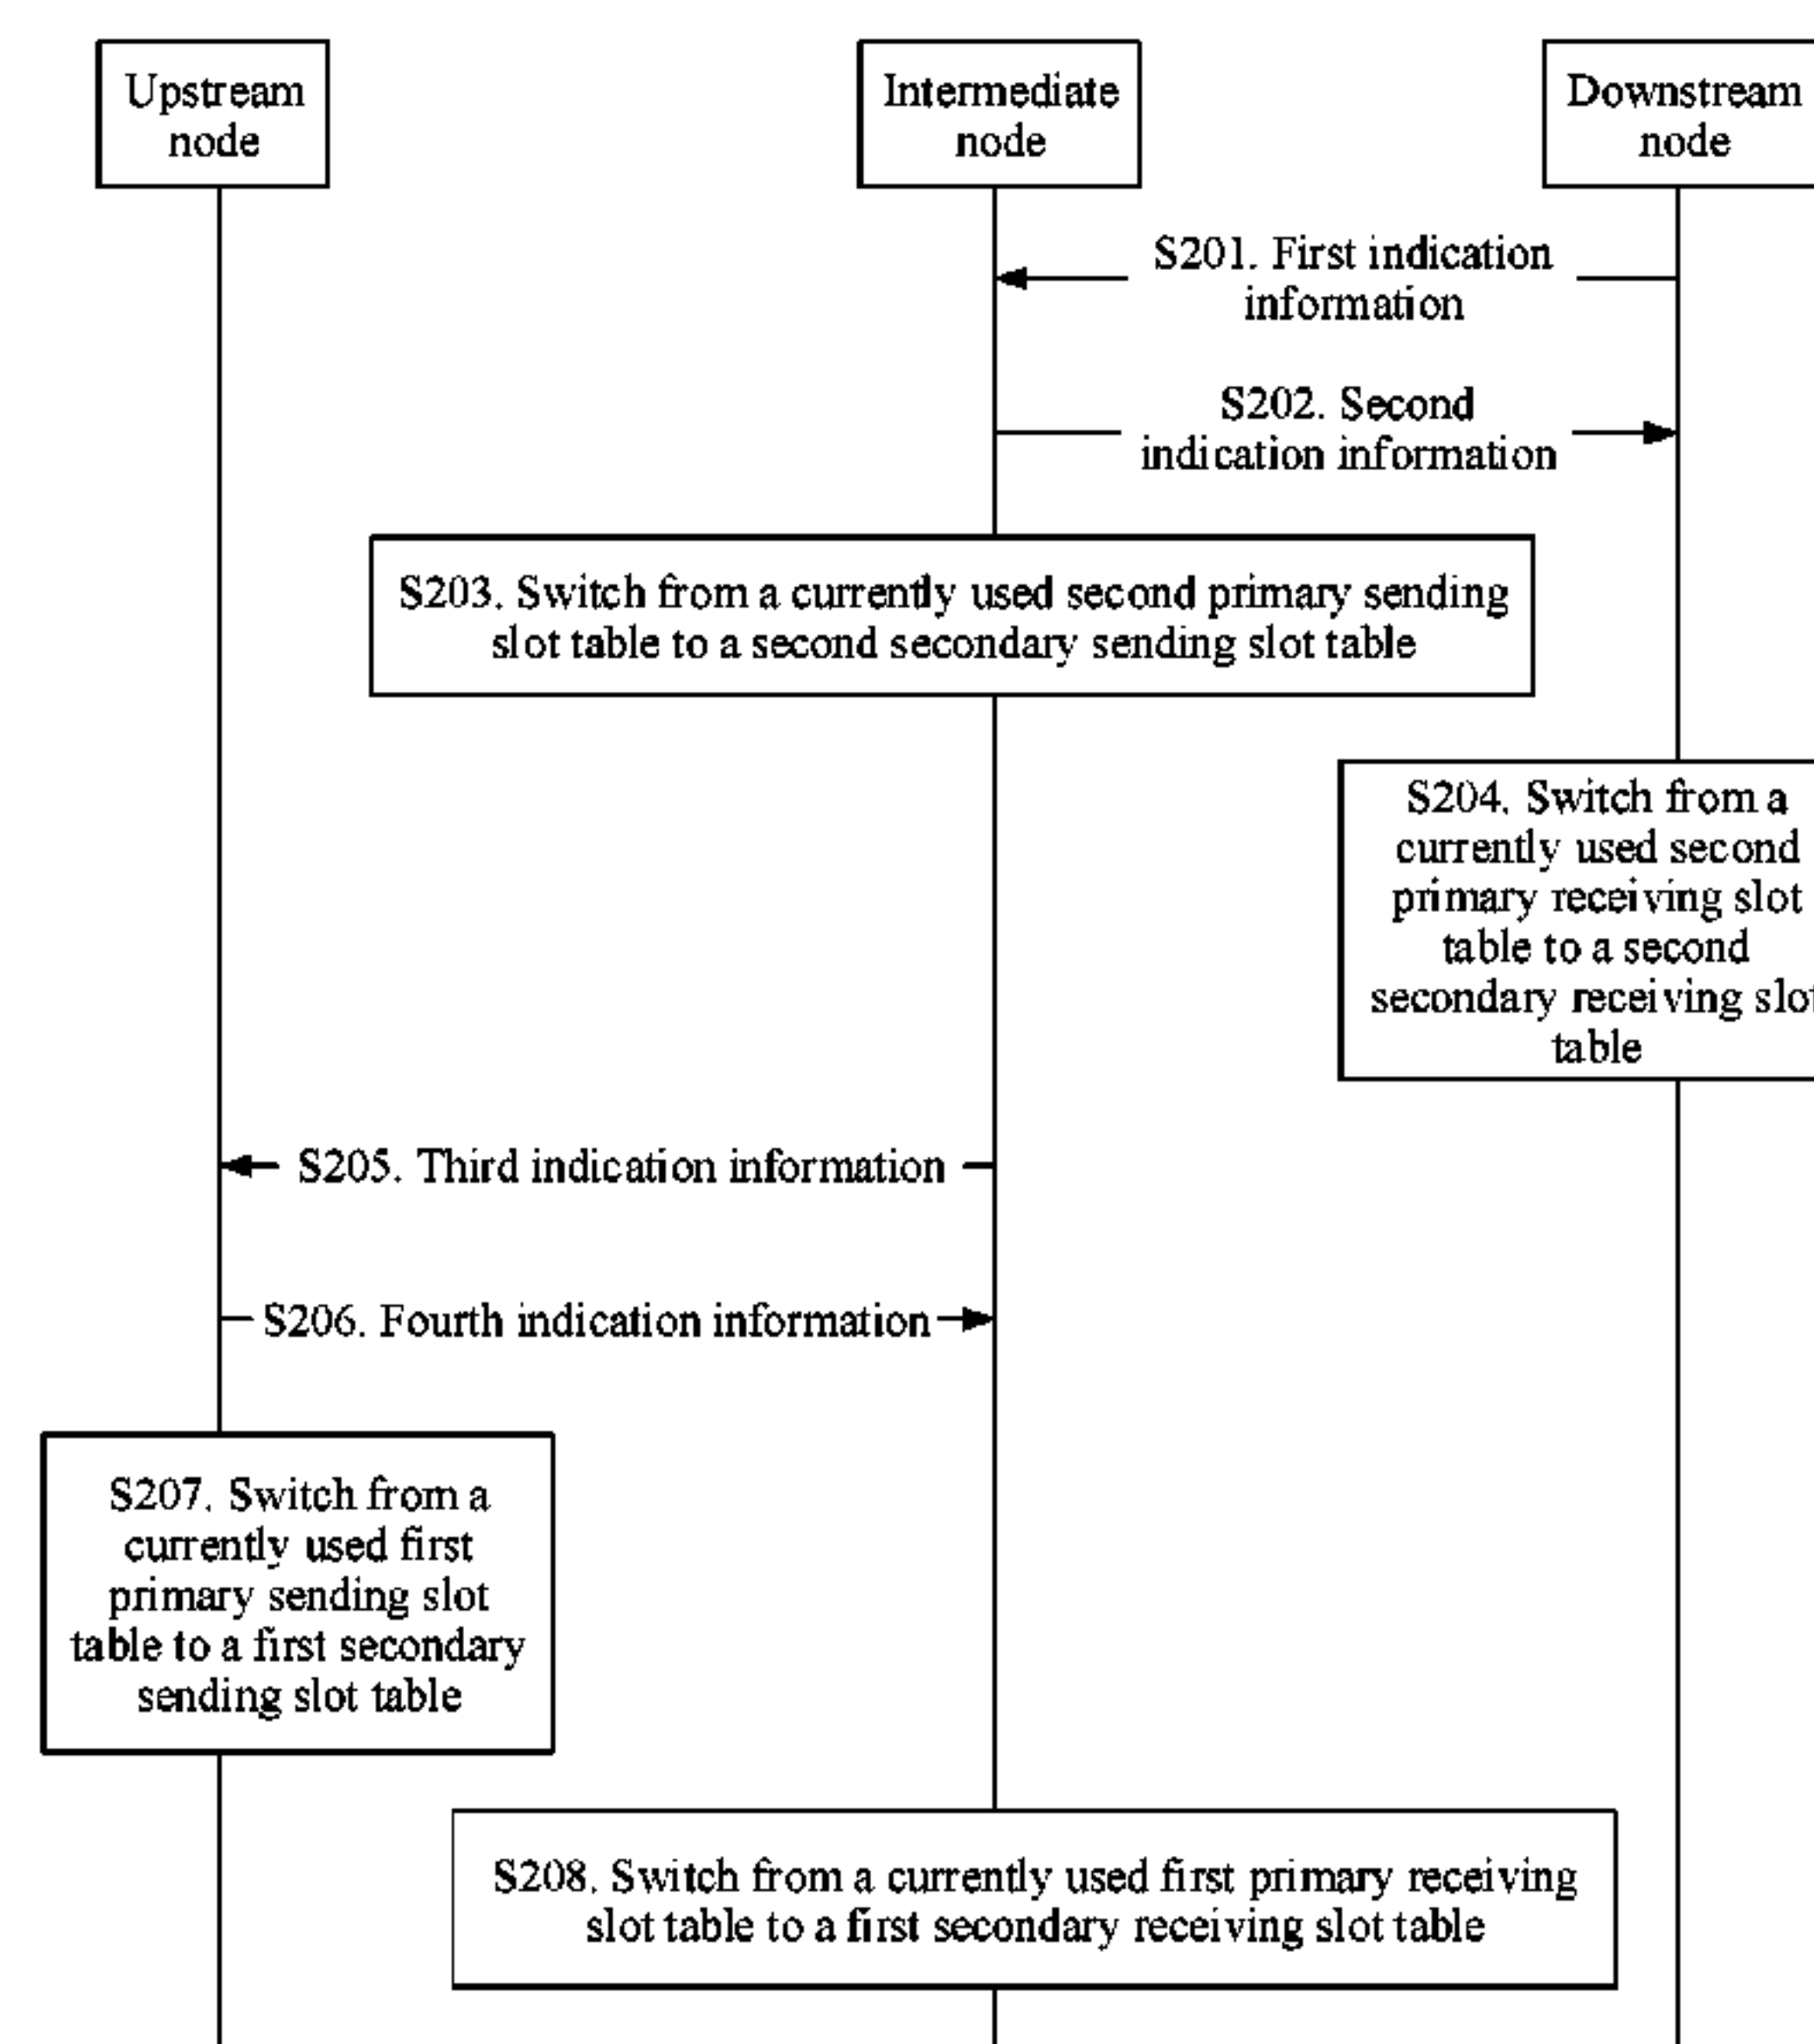 Upstream
node
Intermediate
node
Downstream
node
S201. First indication
information
S202. Second
indication information
S203. Switch from a currently used second primary sending
slot table to a second secondary sending slot table
S204. Switch from a
currently used second
primary receiving slot
table to a second
secondary receiving slot
table
S205. Third indication information
S206. Fourth indication information
S207. Switch from a
currently used first
primary sending slot
table to a first secondary
sending slot table
S208. Switch from a currently used first primary receiving
slot table to a first secondary receiving slot table